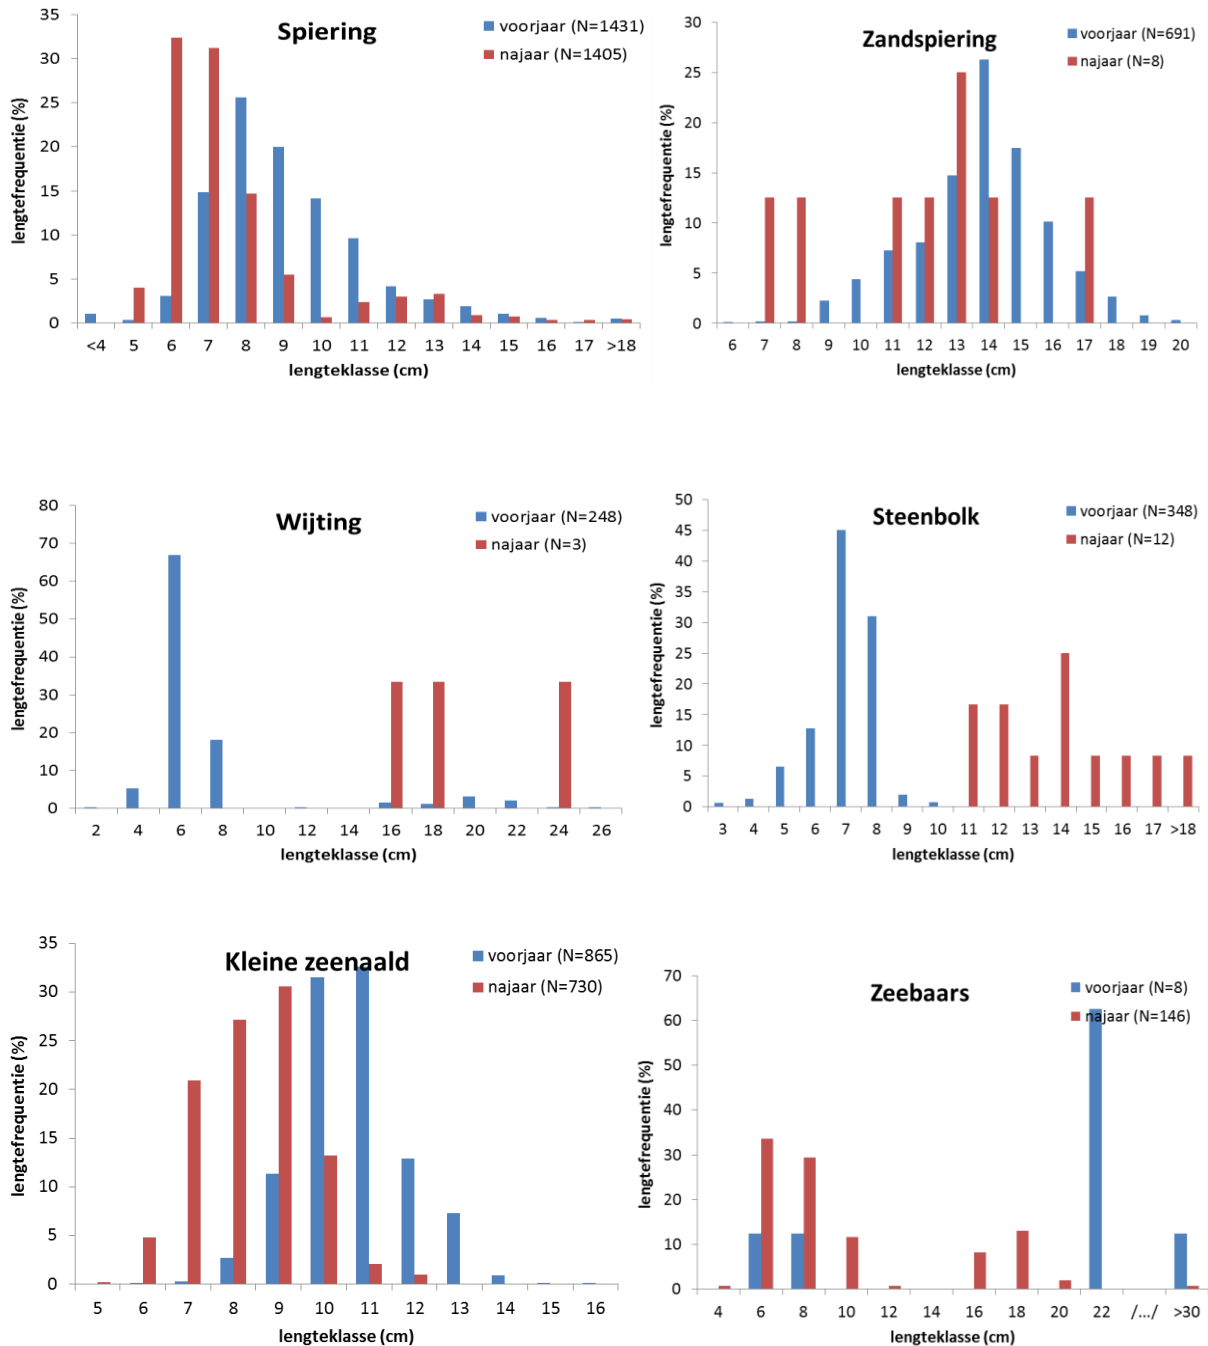 Spiering
voorjaar (N=1431)
najaar (N=1405)
lengtefrequentie (%)
35
30
25
20
15
10
5
0
<4 5 6 7 8 9 10 11 12 13 14 15 16 17 >18
lengteklasse (cm)
Zandspiering
voorjaar (N=691)
najaar (N=8)
lengtefrequentie (%)
30
25
20
15
10
5
0
6 7 8 9 10 11 12 13 14 15 16 17 18 19 20
lengteklasse (cm)
Wijting
voorjaar (N=248)
najaar (N=3)
lengtefrequentie (%)
80
70
60
50
40
30
20
10
0
2 4 6 8 10 12 14 16 18 20 22 24 26
lengteklasse (cm)
Steenbolk
voorjaar (N=348)
najaar (N=12)
lengtefrequentie (%)
50
45
40
35
30
25
20
15
10
5
0
3 4 5 6 7 8 9 10 11 12 13 14 15 16 17 >18
lengteklasse (cm)
Kleine zeenaald
voorjaar (N=865)
najaar (N=730)
lengtefrequentie (%)
35
30
25
20
15
10
5
0
5 6 7 8 9 10 11 12 13 14 15 16
lengteklasse (cm)
Zeebaars
voorjaar (N=8)
najaar (N=146)
lengtefrequentie (%)
70
60
50
40
30
20
10
0
4 6 8 10 12 14 16 18 20 22 /.../ >30
lengteklasse (cm)